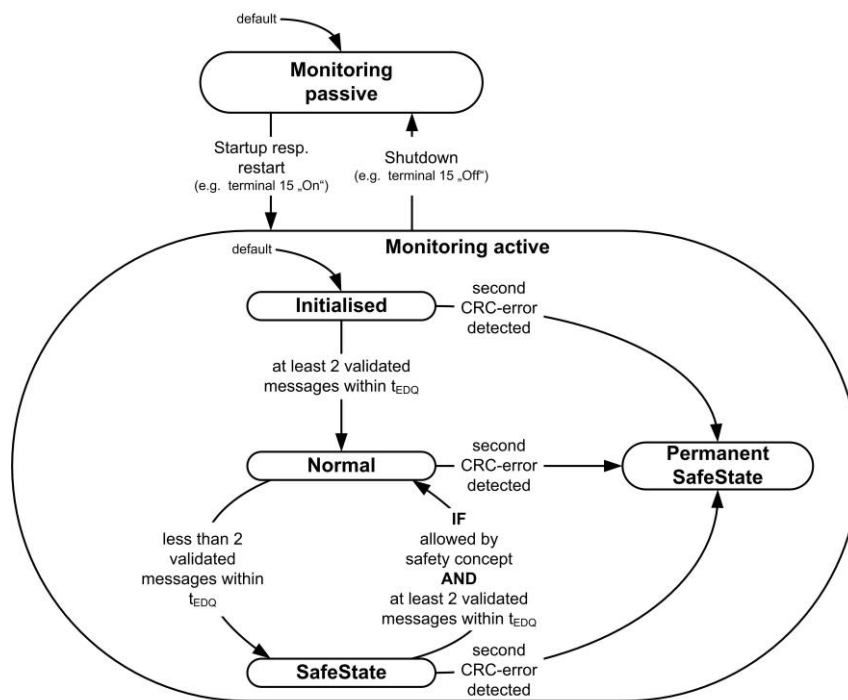 default
Monitoring
passive
Startup resp.
restart
(e.g. terminal 15 „On“)
Shutdown
(e.g. terminal 15 „Off“)
default
Monitoring active
Initialised
second
CRC-error
detected
at least 2 validated
messages within tEDQ
Normal
second
CRC-error
detected
Permanent
SafeState
less than 2
validated
messages within
tEDQ
IF
allowed by
safety concept
AND
at least 2 validated
messages within tEDQ
SafeState
second
CRC-error
detected